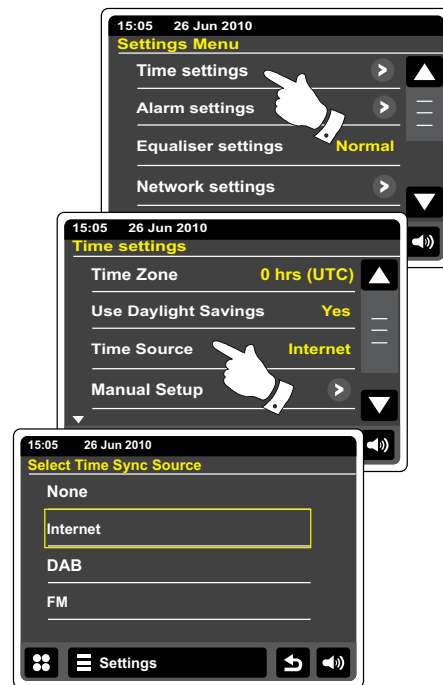 15:05 26 Jun 2010
Settings Menu
Time settings
Alarm settings
Equaliser settings Normal
Network settings
15:05 26 Jun 2010
Time settings
Time Zone 0 hrs (UTC)
Use Daylight Savings Yes
Time Source Internet
Manual Setup
15:05 26 Jun 2010
Select Time Sync Source
None
Internet
DAB
FM
Settings